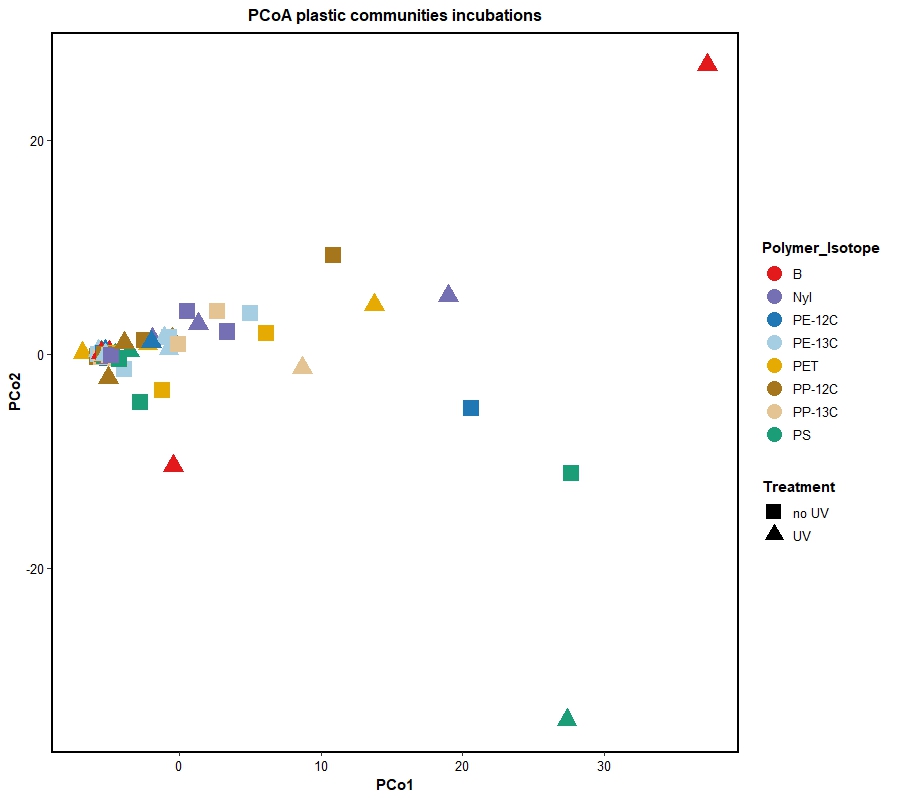 PCoA plastic communities incubations
20
0
-20
PCo2
0
10
20
30
PCo1
Polymer_Isotope
B
Nyl
PE-12C
PE-13C
PET
PP-12C
PP-13C
PS
Treatment
no UV
UV